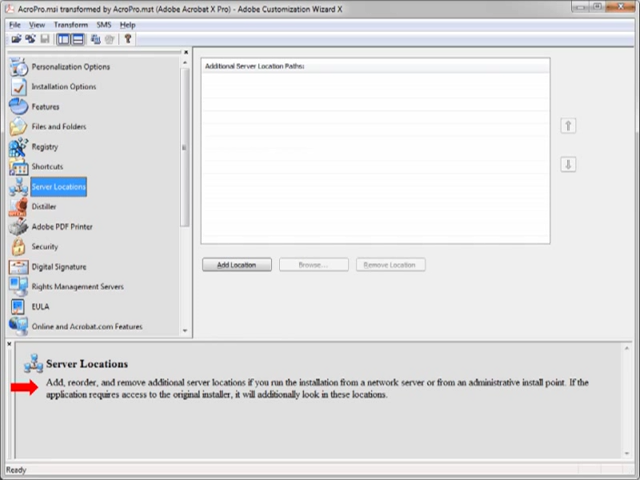 AcroPro.msi transformed by AcroPro.mst (Adobe Acrobat X Pro) - Adobe Customization Wizard X
File View Transform SMS Help
Personalization Options
Installation Options
Features
Files and Folders
Registry
Shortcuts
Server Locations
Distiller
Adobe PDF Printer
Security
Digital Signature
Rights Management Servers
EULA
Online and Acrobat.com Features
Additional Server Location Paths:
Add Location Browse... Remove Location
Server Locations
Add, reorder, and remove additional server locations if you run the installation from a network server or from an administrative install point. If the
application requires access to the original installer, it will additionally look in these locations.
Ready